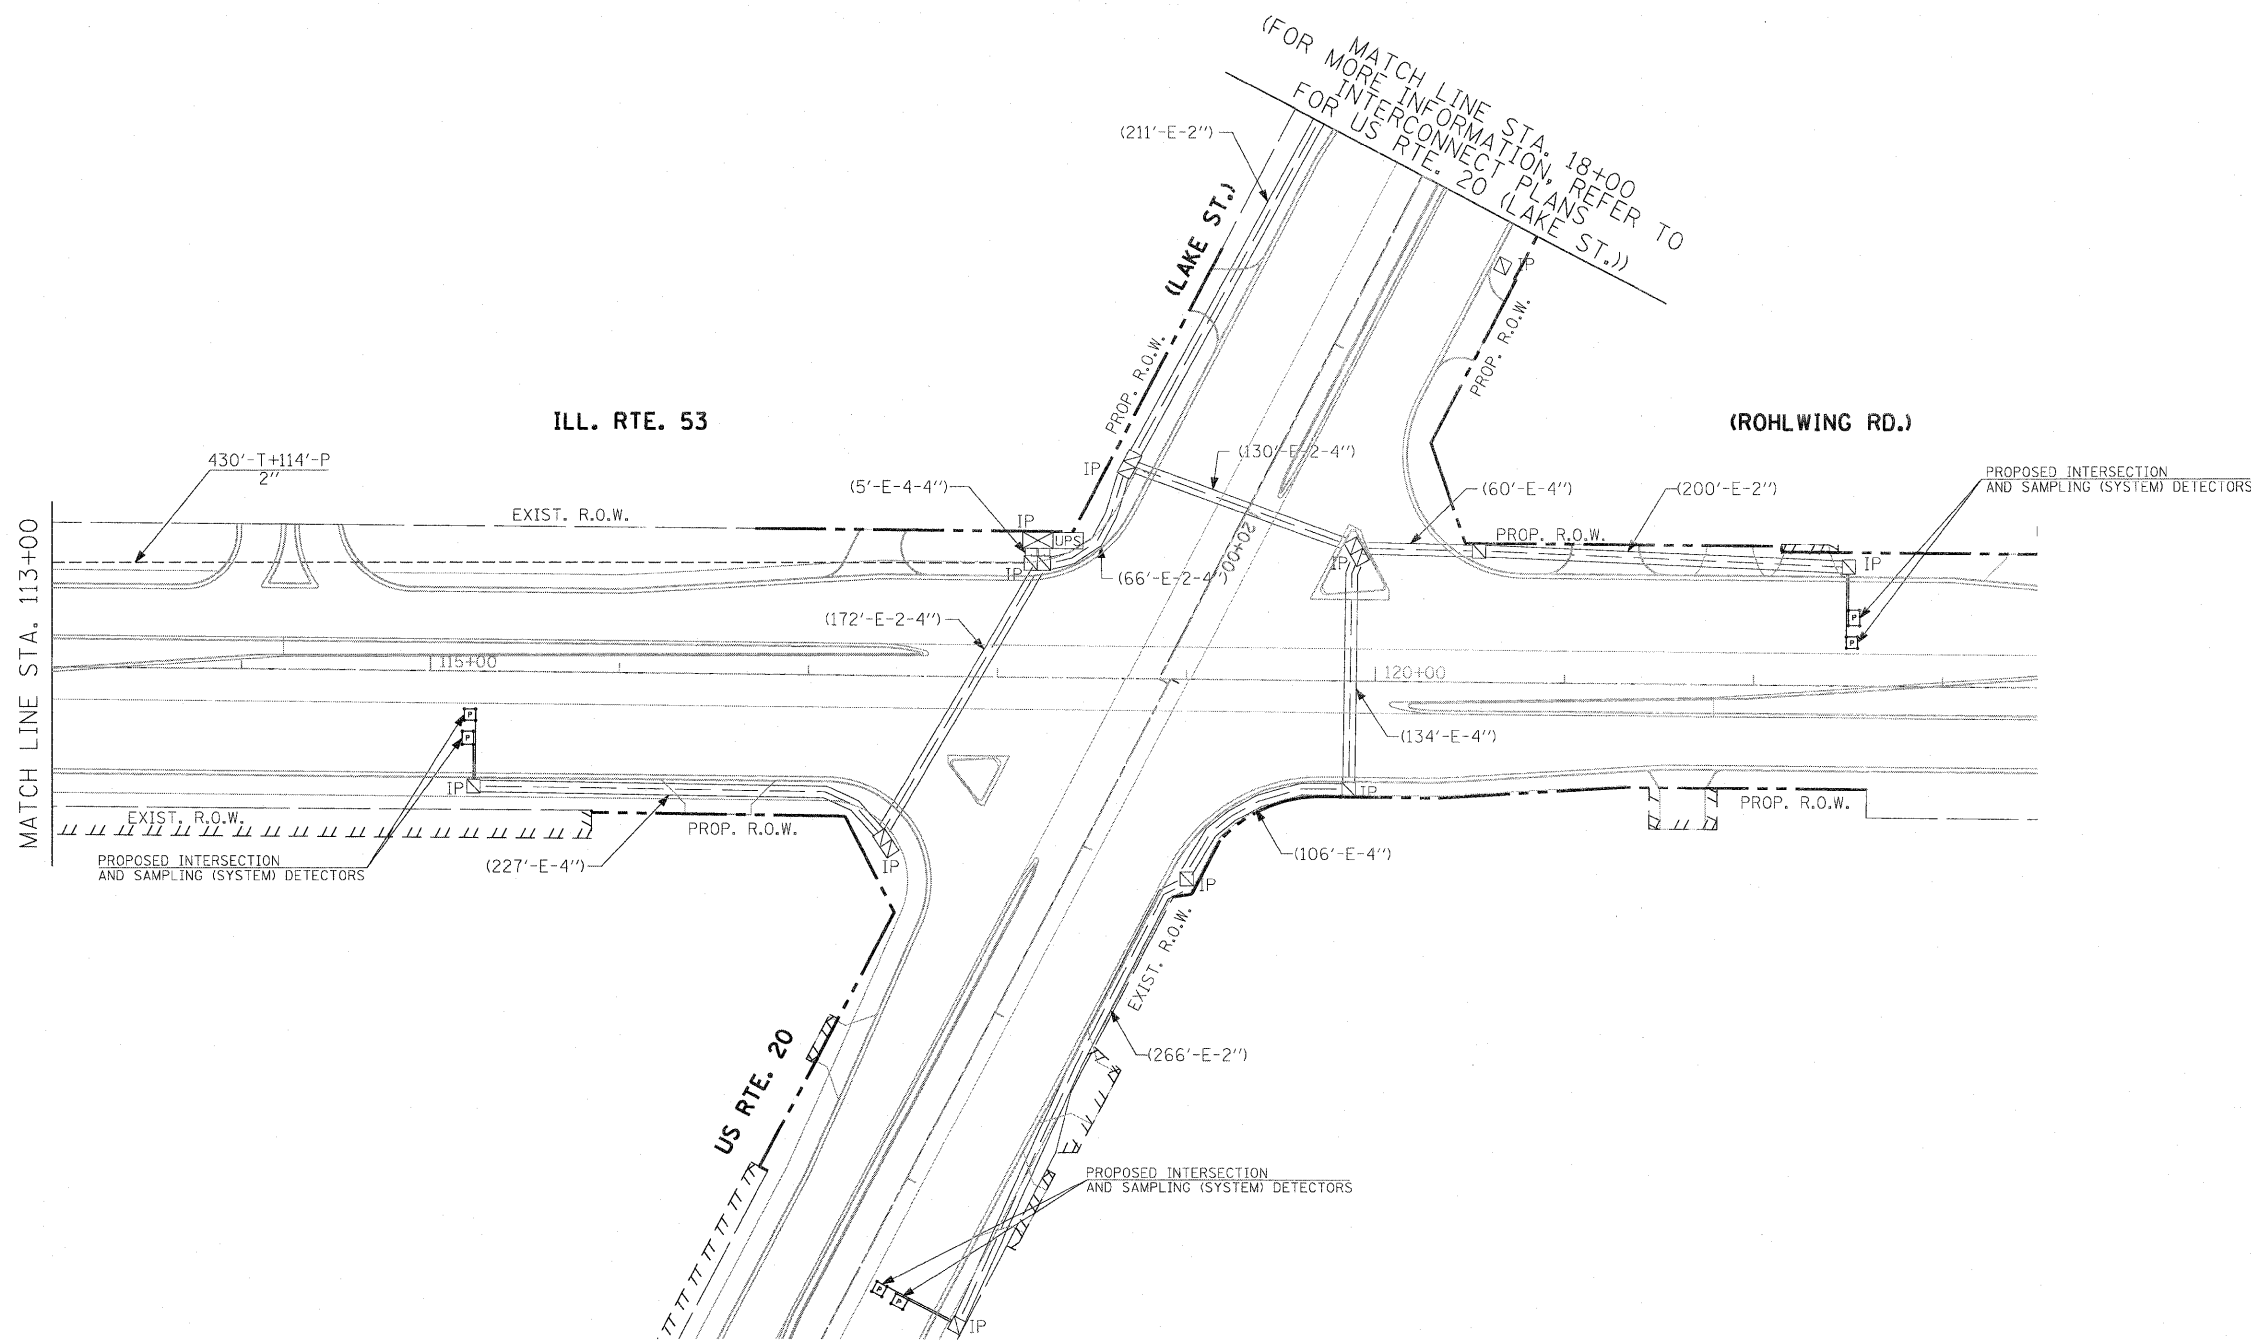 (FOR MATCH LINE STA. 18+00
MORE INFORMATION, REFER TO
INTERCONNECT PLANS
FOR US RTE. 20 (LAKE ST.))
(211'-E-2")
(LAKE ST.)
IP
PROP. R.O.W.
PROP. R.O.W.
ILL. RTE. 53
(ROHLWING RD.)
430'-T+114'-P
2"
IP
(130'-E-2-4")
(5'-E-4-4")
(60'-E-4")
(200'-E-2")
PROPOSED INTERSECTION
AND SAMPLING (SYSTEM) DETECTORS
EXIST. R.O.W.
IP
UPS
PROP. R.O.W.
IP
(66'-E-2-4")
20+00
IP
IP
MATCH LINE STA. 113+00
(172'-E-2-4")
P
P
115+00
120+00
P
P
(134'-E-4")
IP
IP
EXIST. R.O.W.
PROP. R.O.W.
PROP. R.O.W.
PROPOSED INTERSECTION
AND SAMPLING (SYSTEM) DETECTORS
(227'-E-4")
IP
(106'-E-4")
IP
EXIST. R.O.W.
US RTE. 20
(266'-E-2")
PROPOSED INTERSECTION
AND SAMPLING (SYSTEM) DETECTORS
P
P
IP